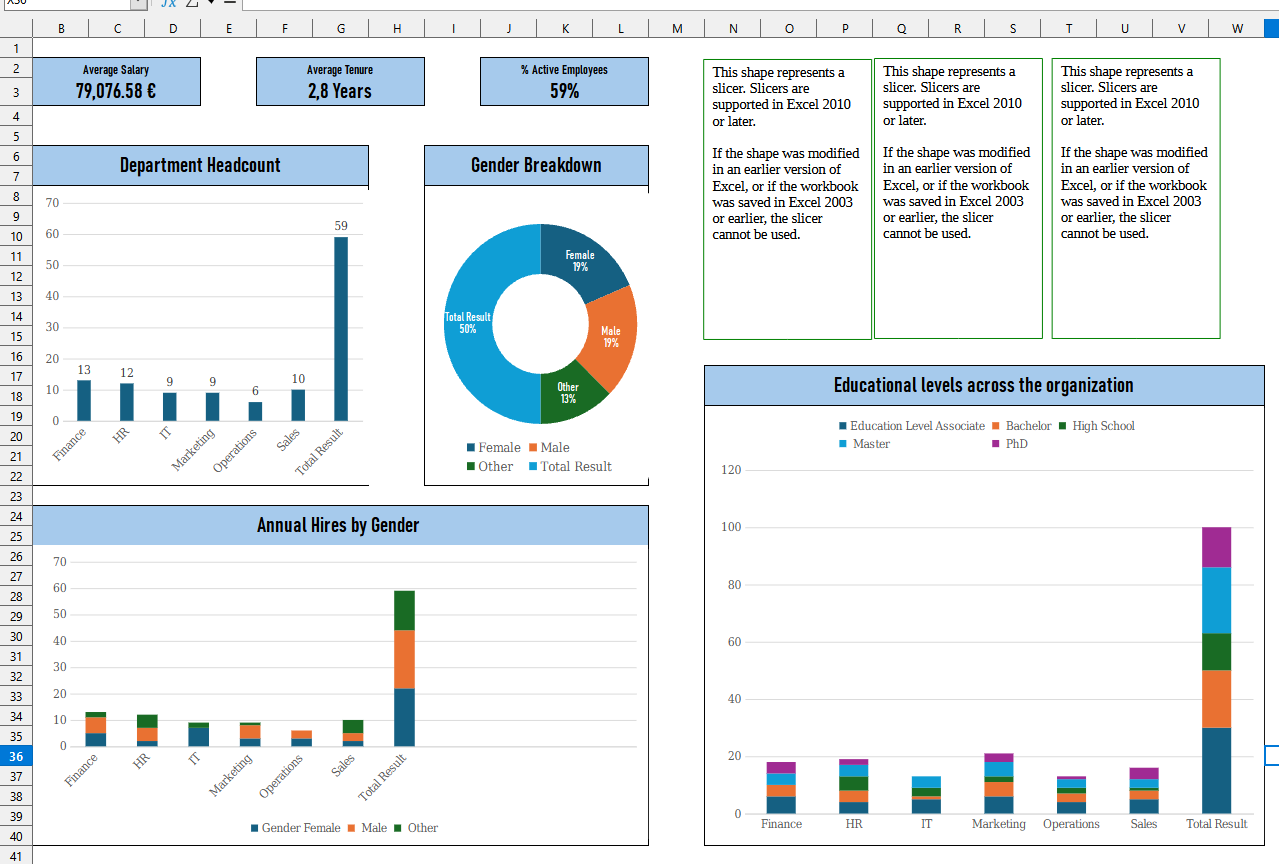 B C D E F G H I J K L M N O P Q R S T U V W
1
2
3
4
5
6
7
8
9
10
11
12
13
14
15
16
17
18
19
20
21
22
23
24
25
26
27
28
29
30
31
32
33
34
35
36
37
38
39
40
41
Average Salary
79,076.58 €
Average Tenure
2,8 Years
% Active Employees
59%
This shape represents a
slicer. Slicers are
supported in Excel 2010
or later.
If the shape was modified
in an earlier version of
Excel, or if the workbook
was saved in Excel 2003
or earlier, the slicer
cannot be used.
This shape represents a
slicer. Slicers are
supported in Excel 2010
or later.
If the shape was modified
in an earlier version of
Excel, or if the workbook
was saved in Excel 2003
or earlier, the slicer
cannot be used.
This shape represents a
slicer. Slicers are
supported in Excel 2010
or later.
If the shape was modified
in an earlier version of
Excel, or if the workbook
was saved in Excel 2003
or earlier, the slicer
cannot be used.
Department Headcount
70
60
50
40
30
20
10
0
13 12 9 9 6 10 59
Finance HR IT Marketing Operations Sales Total Result
Gender Breakdown
Female
19%
Male
19%
Other
13%
Total Result
50%
Female Male
Other Total Result
Educational levels across the organization
Education Level Associate Bachelor High School
Master PhD
120
100
80
60
40
20
0
Finance HR IT Marketing Operations Sales Total Result
Annual Hires by Gender
70
60
50
40
30
20
10
0
Finance HR IT Marketing Operations Sales Total Result
Gender Female Male Other